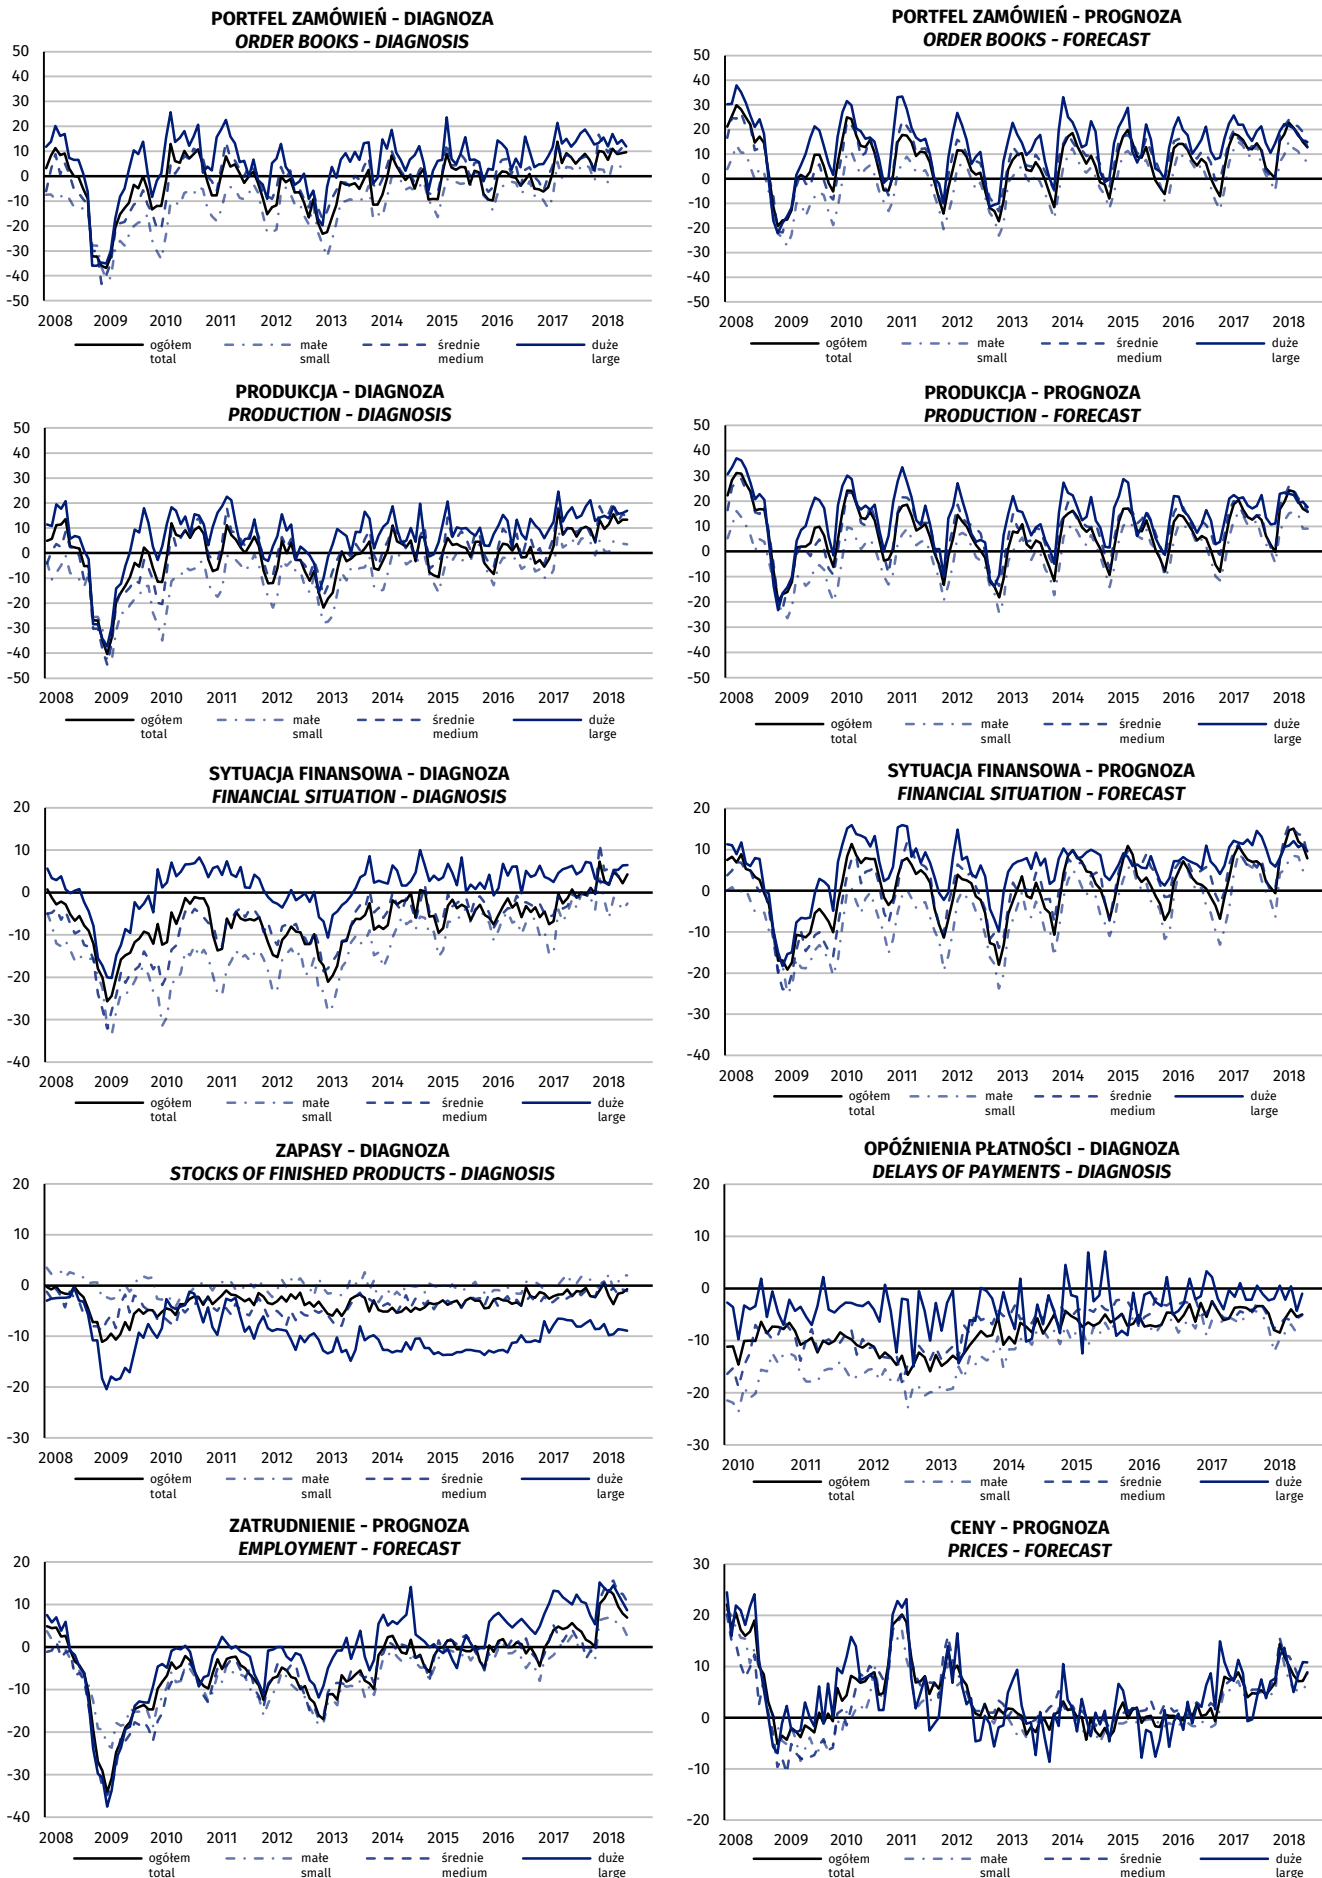 PORTFEL ZAMÓWIEŃ - DIAGNOZA
ORDER BOOKS - DIAGNOSIS
50
40
30
20
10
0
-10
-20
-30
-40
-50
2008 2009 2010 2011 2012 2013 2014 2015 2016 2017 2018
ogółem małe średnie duże
total small medium large
PORTFEL ZAMÓWIEŃ - PROGNOZA
ORDER BOOKS - FORECAST
50
40
30
20
10
0
-10
-20
-30
-40
-50
2008 2009 2010 2011 2012 2013 2014 2015 2016 2017 2018
ogółem małe średnie duże
total small medium large
PRODUKCJA - DIAGNOZA
PRODUCTION - DIAGNOSIS
50
40
30
20
10
0
-10
-20
-30
-40
-50
2008 2009 2010 2011 2012 2013 2014 2015 2016 2017 2018
ogółem małe średnie duże
total small medium large
PRODUKCJA - PROGNOZA
PRODUCTION - FORECAST
50
40
30
20
10
0
-10
-20
-30
-40
-50
2008 2009 2010 2011 2012 2013 2014 2015 2016 2017 2018
ogółem małe średnie duże
total small medium large
SYTUACJA FINANSOWA - DIAGNOZA
FINANCIAL SITUATION - DIAGNOSIS
20
10
0
-10
-20
-30
-40
2008 2009 2010 2011 2012 2013 2014 2015 2016 2017 2018
ogółem małe średnie duże
total small medium large
SYTUACJA FINANSOWA - PROGNOZA
FINANCIAL SITUATION - FORECAST
20
10
0
-10
-20
-30
-40
2008 2009 2010 2011 2012 2013 2014 2015 2016 2017 2018
ogółem małe średnie duże
total small medium large
ZAPASY - DIAGNOZA
STOCKS OF FINISHED PRODUCTS - DIAGNOSIS
20
10
0
-10
-20
-30
2008 2009 2010 2011 2012 2013 2014 2015 2016 2017 2018
ogółem małe średnie duże
total small medium large
OPÓŹNIENIA PŁATNOŚCI - DIAGNOZA
DELAYS OF PAYMENTS - DIAGNOSIS
20
10
0
-10
-20
-30
2010 2011 2012 2013 2014 2015 2016 2017 2018
ogółem małe średnie duże
total small medium large
ZATRUDNIENIE - PROGNOZA
EMPLOYMENT - FORECAST
20
10
0
-10
-20
-30
-40
2008 2009 2010 2011 2012 2013 2014 2015 2016 2017 2018
ogółem małe średnie duże
total small medium large
CENY - PROGNOZA
PRICES - FORECAST
30
20
10
0
-10
-20
2008 2009 2010 2011 2012 2013 2014 2015 2016 2017 2018
ogółem małe średnie duże
total small medium large